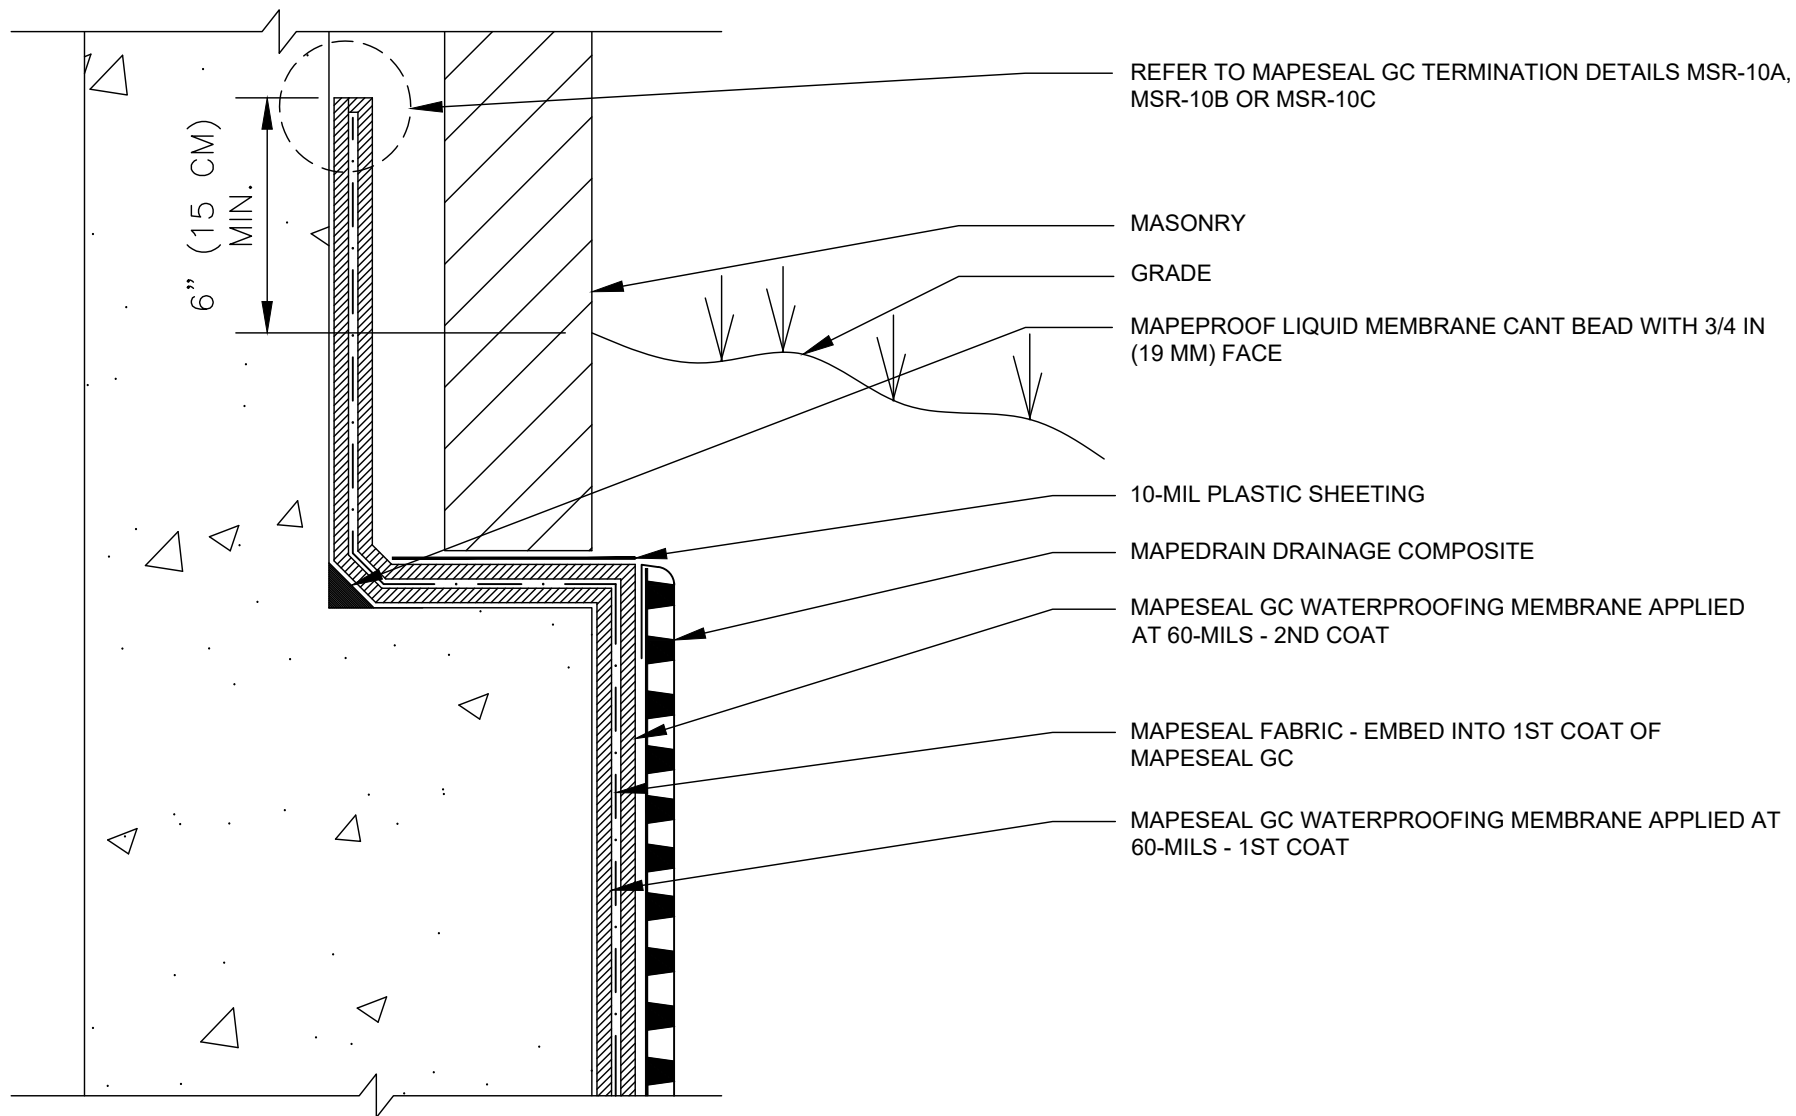 REFER TO MAPESEAL GC TERMINATION DETAILS MSR-10A,
MSR-10B OR MSR-10C
6" (15 CM)
MIN.
MASONRY
GRADE
MAPEPROOF LIQUID MEMBRANE CANT BEAD WITH 3/4 IN
(19 MM) FACE
10-MIL PLASTIC SHEETING
MAPEDRAIN DRAINAGE COMPOSITE
MAPESEAL GC WATERPROOFING MEMBRANE APPLIED
AT 60-MILS - 2ND COAT
MAPESEAL FABRIC - EMBED INTO 1ST COAT OF
MAPESEAL GC
MAPESEAL GC WATERPROOFING MEMBRANE APPLIED AT
60-MILS - 1ST COAT